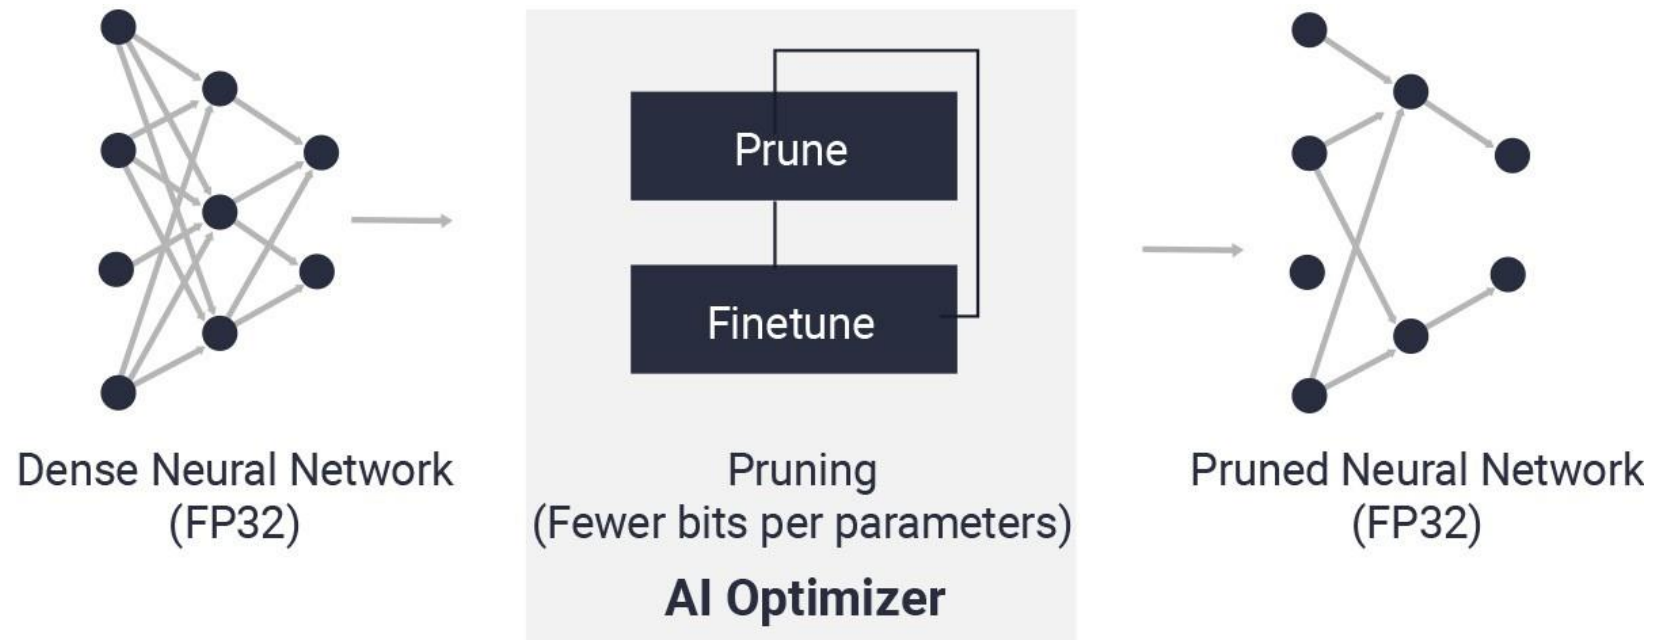 Prune
Finetune
Dense Neural Network
(FP32)
Pruning
(Fewer bits per parameters)
AI Optimizer
Pruned Neural Network
(FP32)